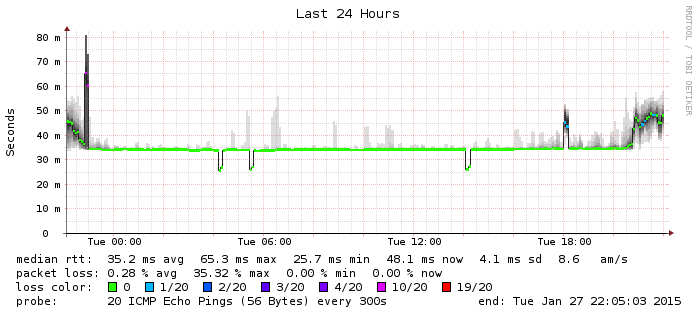 Last 24 Hours
RRDTOOL / TOBI OETIKER
Seconds
80 m
70 m
60 m
50 m
40 m
30 m
20 m
10 m
0
Tue 00:00 Tue 06:00 Tue 12:00 Tue 18:00
median rtt: 35.2 ms avg 65.3 ms max 25.7 ms min 48.1 ms now 4.1 ms sd 8.6 am/s
packet loss: 0.28 % avg 35.32 % max 0.00 % min 0.00 % now
loss color: 0 1/20 2/20 3/20 4/20 10/20 19/20
probe: 20 ICMP Echo Pings (56 Bytes) every 300s end: Tue Jan 27 22:05:03 2015